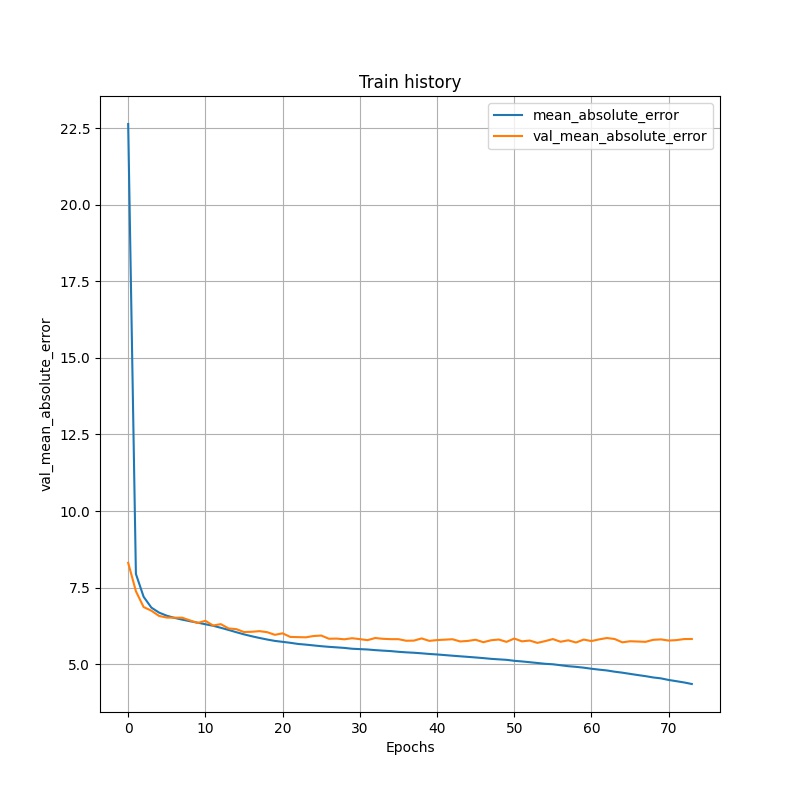 Train history
mean_absolute_error
val_mean_absolute_error
22.5
20.0
17.5
15.0
12.5
10.0
7.5
5.0
val_mean_absolute_error
0 10 20 30 40 50 60 70
Epochs